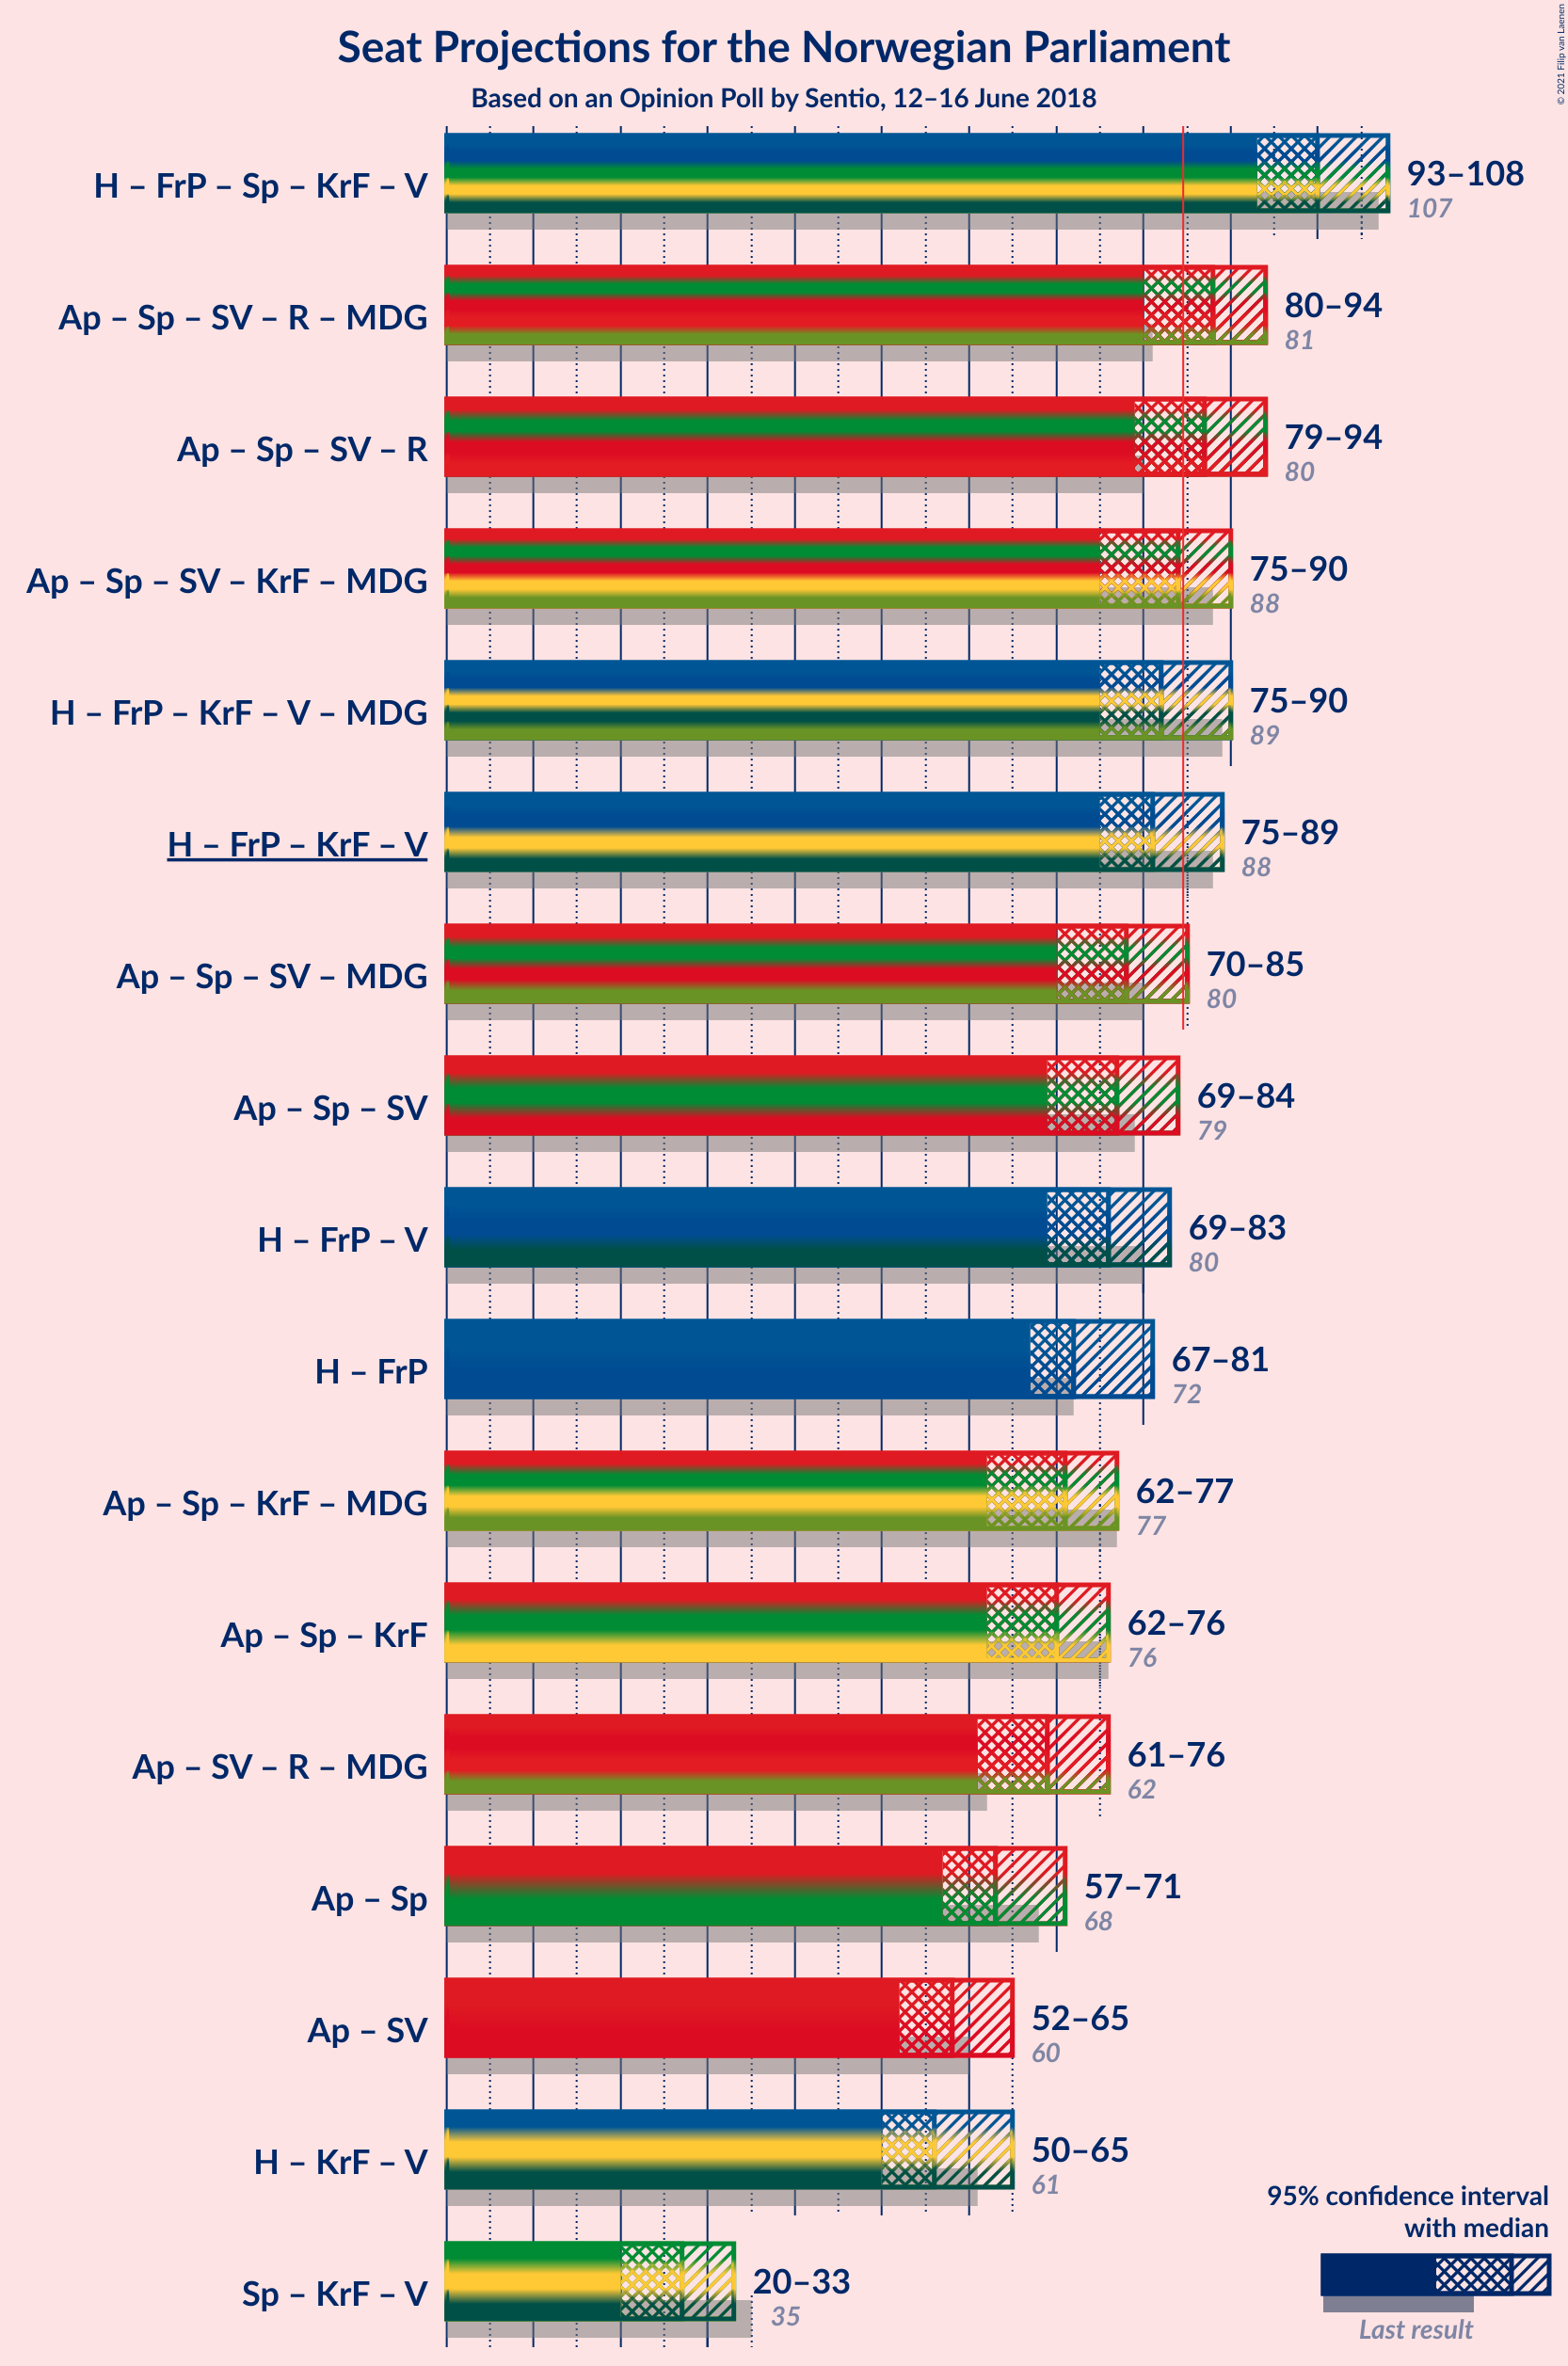 Seat Projections for the Norwegian Parliament
Based on an Opinion Poll by Sentio, 12–16 June 2018
© 2021 Filip van Laenen
H – FrP – Sp – KrF – V
93–108
107
Ap – Sp – SV – R – MDG
80–94
81
Ap – Sp – SV – R
79–94
80
Ap – Sp – SV – KrF – MDG
75–90
88
H – FrP – KrF – V – MDG
75–90
89
H – FrP – KrF – V
75–89
88
Ap – Sp – SV – MDG
70–85
80
Ap – Sp – SV
69–84
79
H – FrP – V
69–83
80
H – FrP
67–81
72
Ap – Sp – KrF – MDG
62–77
77
Ap – Sp – KrF
62–76
76
Ap – SV – R – MDG
61–76
62
Ap – Sp
57–71
68
Ap – SV
52–65
60
H – KrF – V
50–65
61
Sp – KrF – V
20–33
35
95% confidence interval
with median
Last result